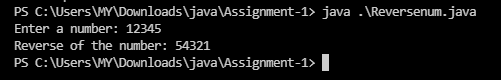 PS C:\Users\MY\Downloads\java\Assignment-1> java .\Reversenum.java
Enter a number: 12345
Reverse of the number: 54321
PS C:\Users\MY\Downloads\java\Assignment-1>